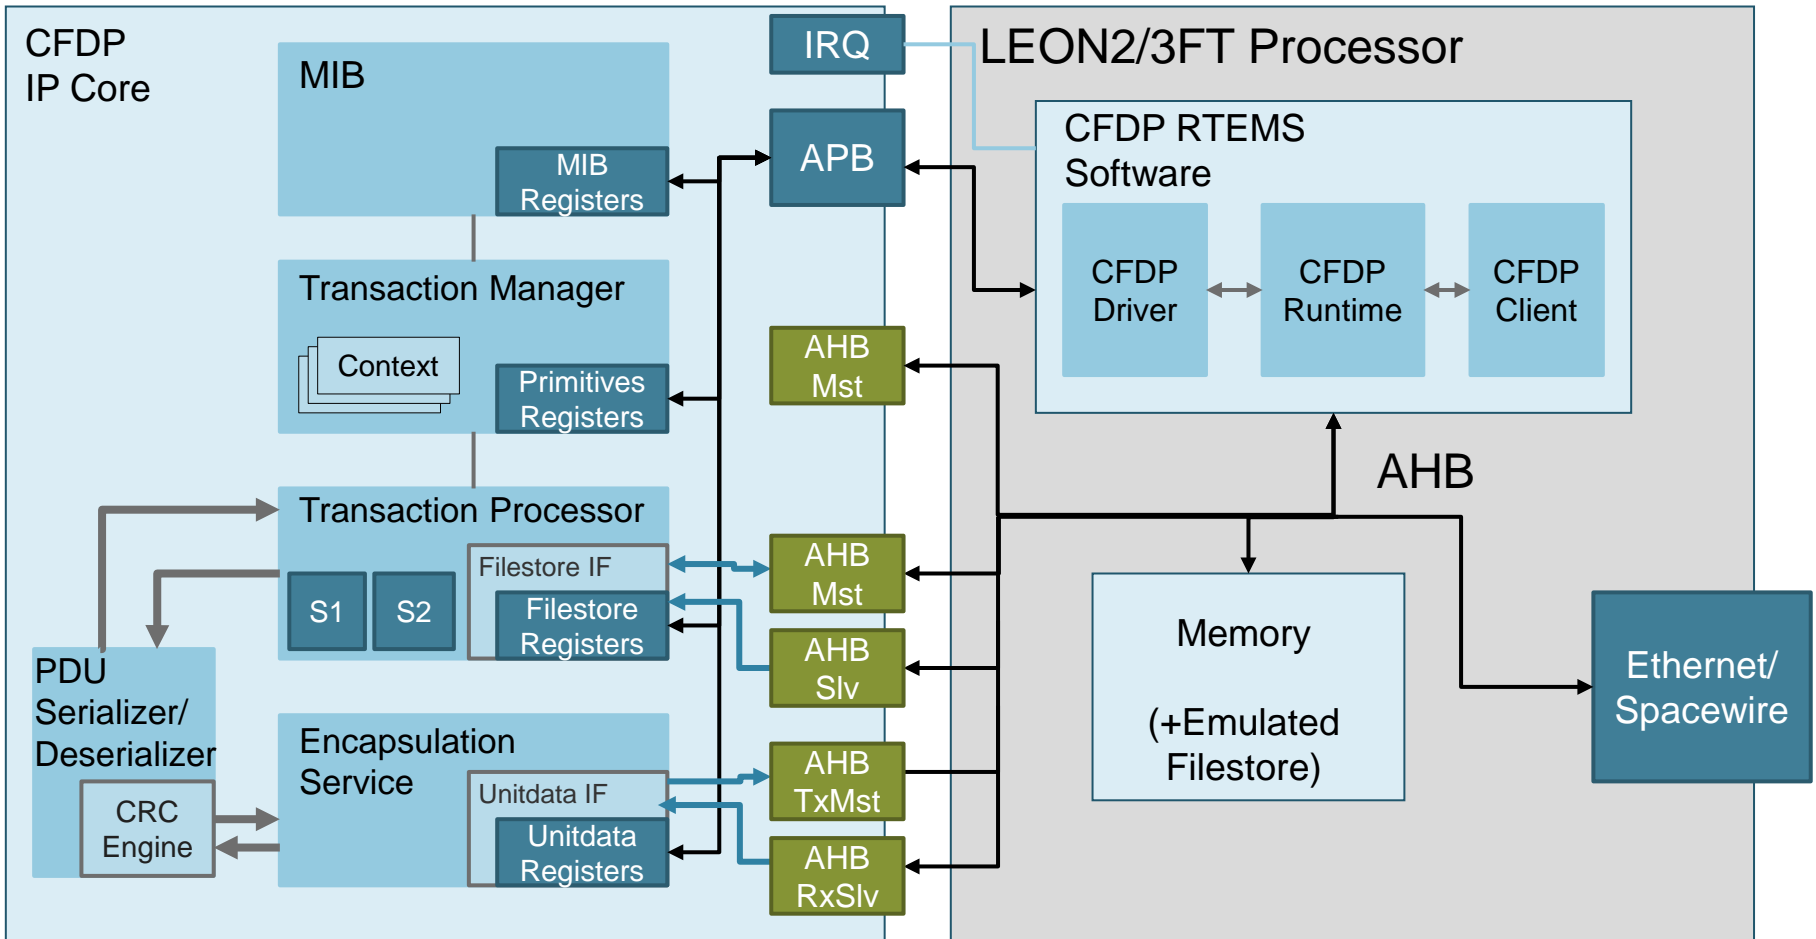 CFDP
IP Core
MIB
MIB
Registers
Transaction Manager
Context
Primitives
Registers
Transaction Processor
Filestore IF
Filestore
Registers
S1
S2
PDU
Serializer/
Deserializer
CRC
Engine
Encapsulation
Service
Unitdata IF
Unitdata
Registers
IRQ
APB
AHB
Mst
AHB
Mst
AHB
Slv
AHB
TxMst
AHB
RxSlv
LEON2/3FT Processor
CFDP RTEMS
Software
CFDP
Driver
CFDP
Runtime
CFDP
Client
AHB
Memory
(+Emulated
Filestore)
Ethernet/
Spacewire